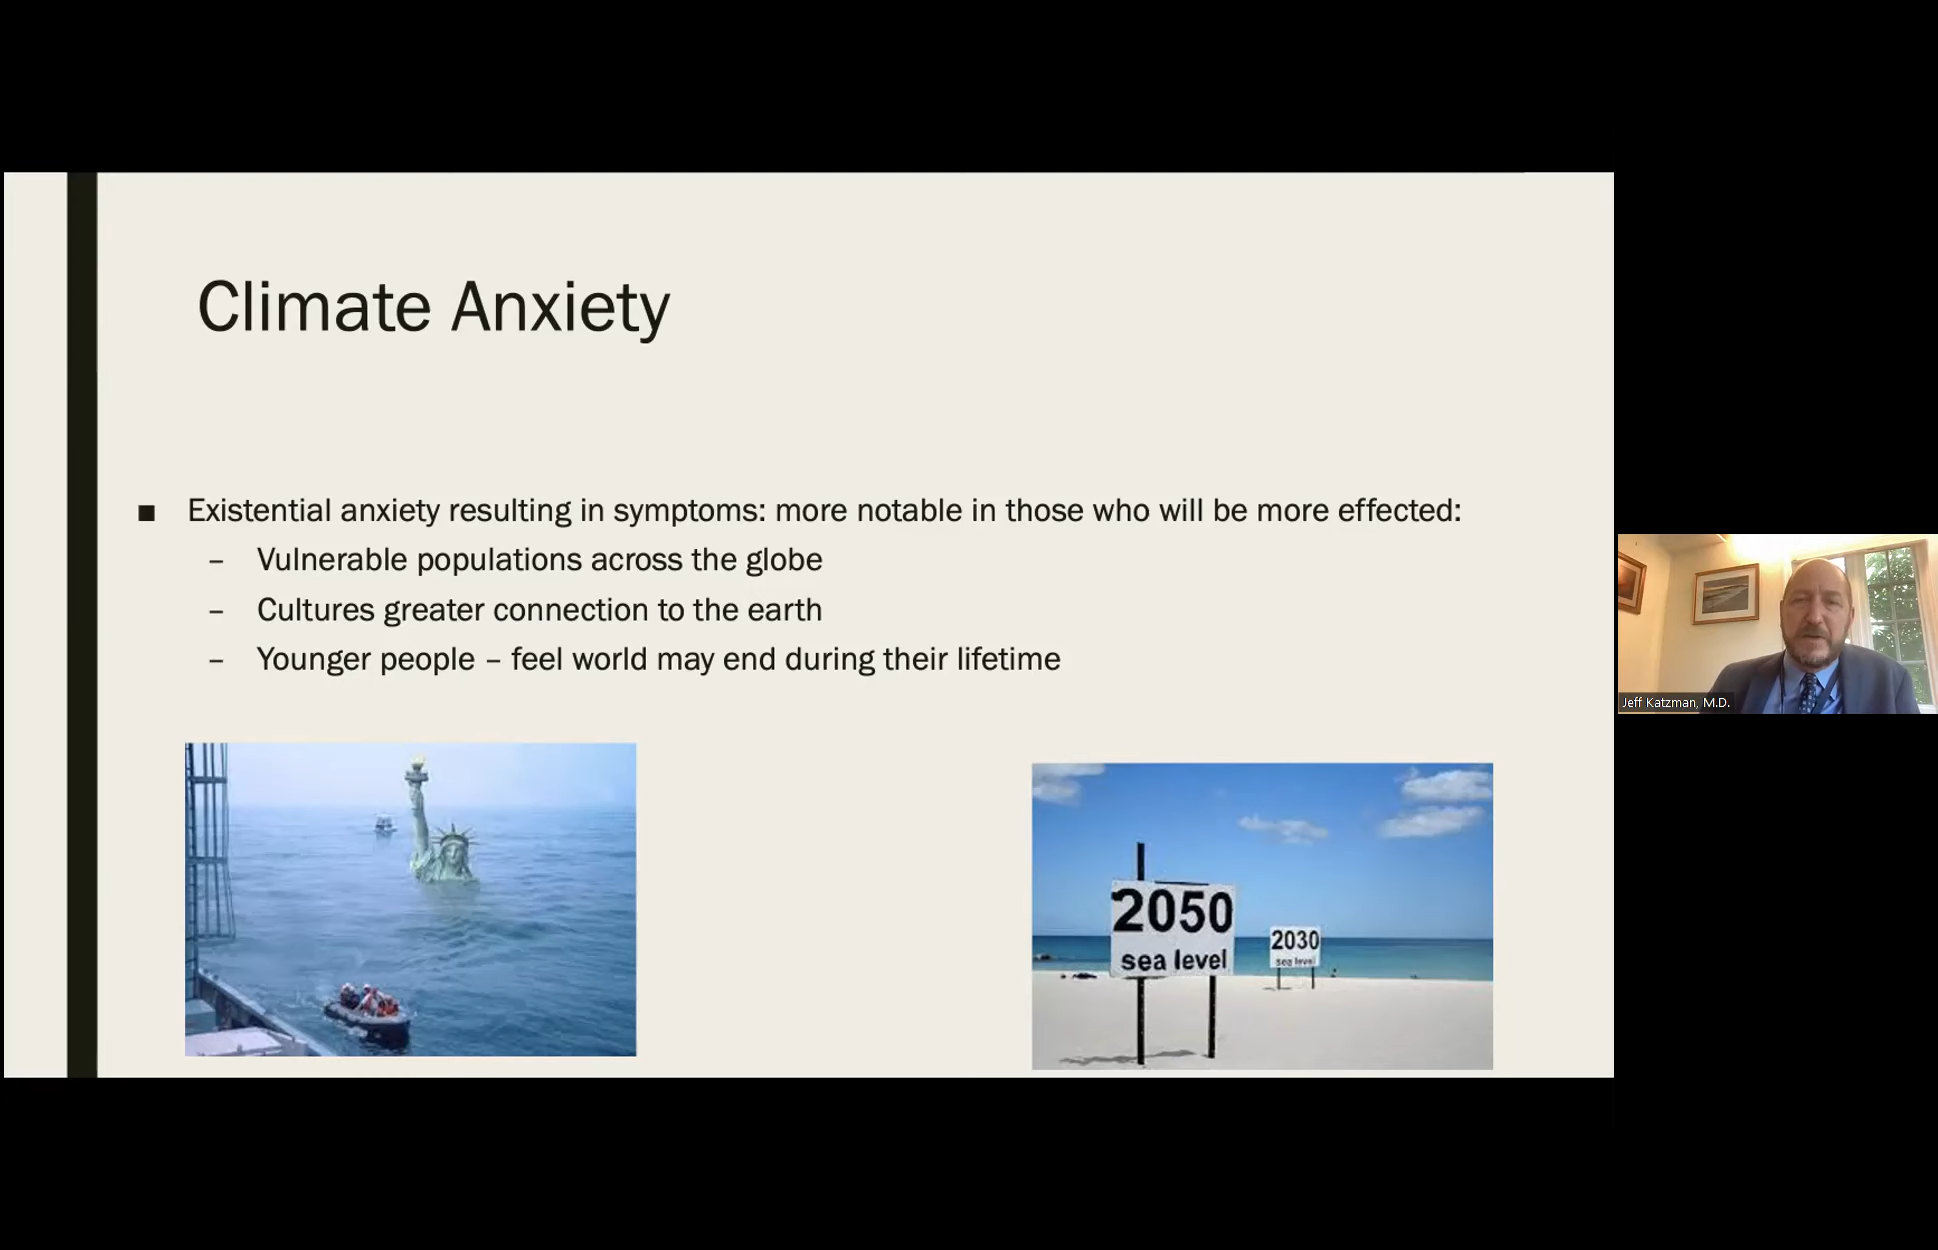 Climate Anxiety
■ Existential anxiety resulting in symptoms: more notable in those who will be more effected:
– Vulnerable populations across the globe
– Cultures greater connection to the earth
– Younger people – feel world may end during their lifetime
2050
sea level
2030
sea level
Jeff Katzman, M.D.